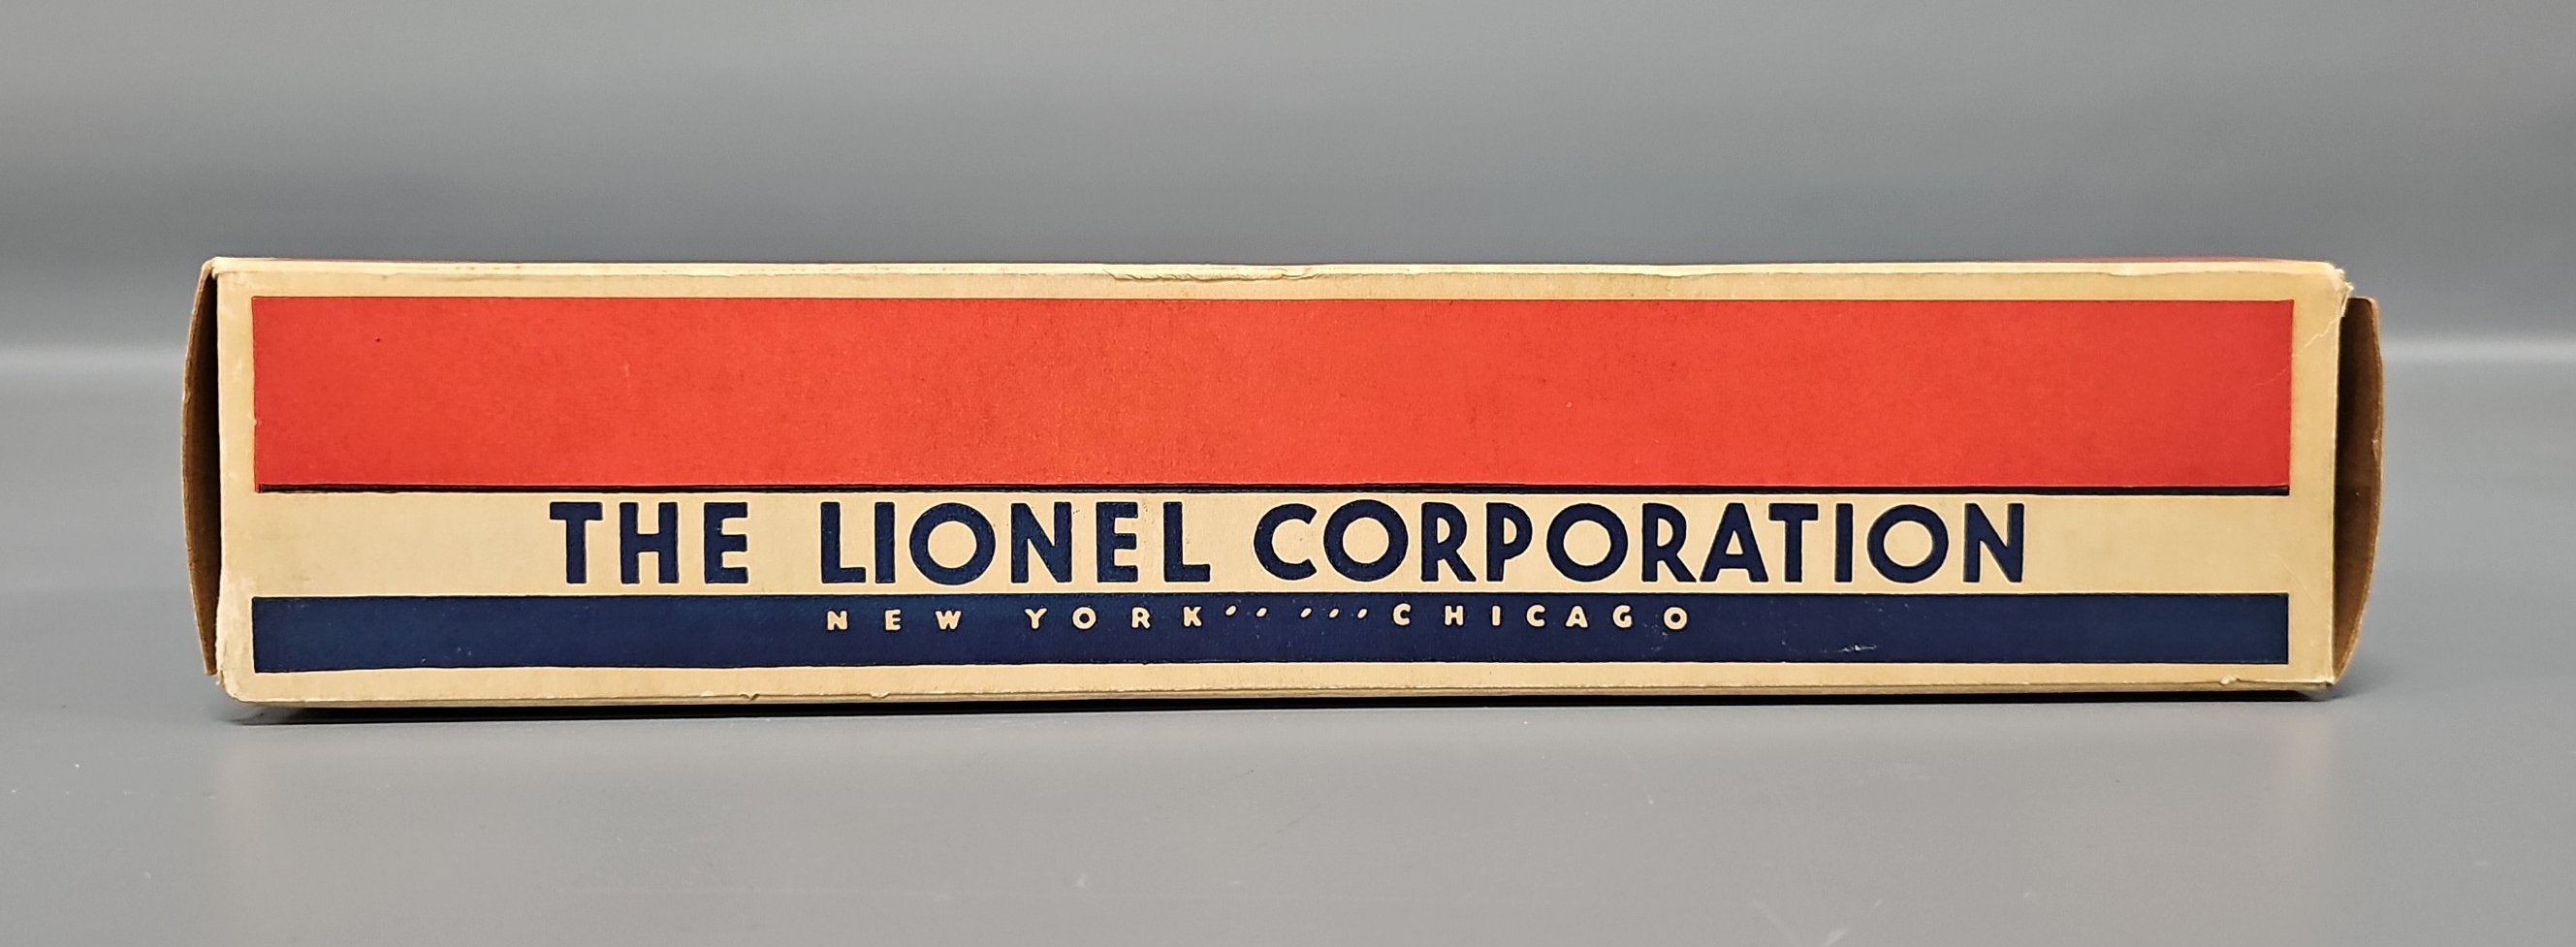 THE LIONEL CORPORATION
NEW YORK·· ···CHICAGO